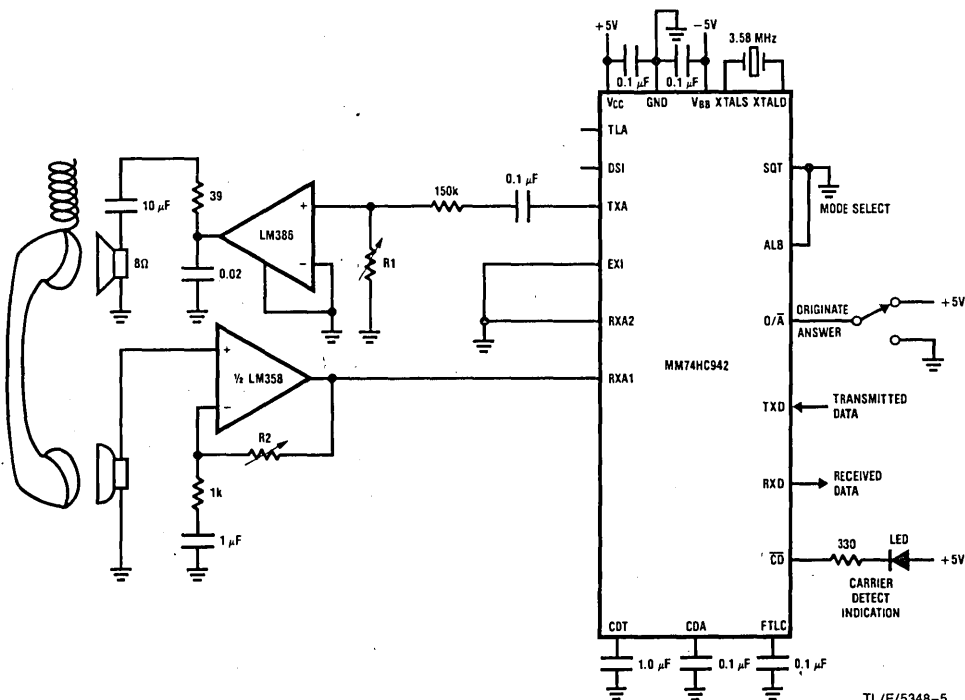 +5V
-5V
3.58 MHz
0.1 μF
0.1 μF
VCC
GND
VBB
XTALS
XTALD
TLA
DSI
SQT
MODE SELECT
39
10 μF
8Ω
LM386
+
−
0.02
R1
150k
0.1 μF
TXA
EXI
RXA2
ALB
O/A̅
ORIGINATE
ANSWER
+5V
MM74HC942
½ LM358
+
−
R2
1k
1 μF
RXA1
TXD
TRANSMITTED
DATA
RXD
RECEIVED
DATA
C̅D̅
330
LED
+5V
CARRIER
DETECT
INDICATION
CDT
CDA
FTLC
1.0 μF
0.1 μF
0.1 μF
TL/F/5348-5